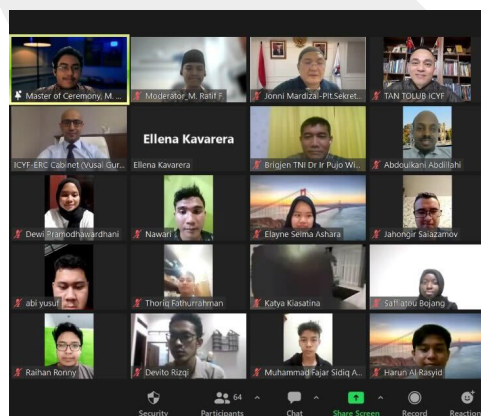 Master of Ceremony, M. ...
Moderator_M. Ratif F.
Jonni Mardizal-Plt.Sekret...
TAN TOLUB ICYF
ICYF-ERC Cabinet (Vusal Gur...
Ellena Kavarera
Ellena Kavarera
Brigjen TNI Dr Ir Pujo Wi...
Abdoulkani Abdillahi
Dewi Pramodhawardhani
Nawari
Elayne Selma Ashara
Jahongir Saiazamov
abi yusuf
Thoriq Fathurrahman
Katya Kiasatina
Saffiatou Bojang
Raihan Ronny
Devito Rizqi
Muhammad Fajar Sidiq A...
Harun Al Rasyid
64
Security
Participants
Chat
Share Screen
Record
Reaction